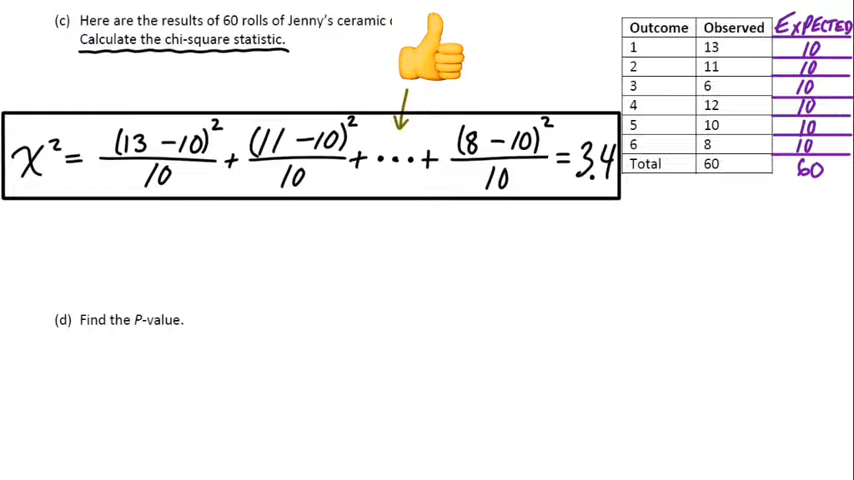 (c) Here are the results of 60 rolls of Jenny's ceramic
Calculate the chi-square statistic.
Outcome Observed EXPECTED
1 13 10
2 11 10
3 6 10
4 12 10
5 10 10
6 8 10
Total 60 60
χ² = (13 - 10)²/10 + (11 - 10)²/10 + ... + (8 - 10)²/10 = 3.4
(d) Find the P-value.